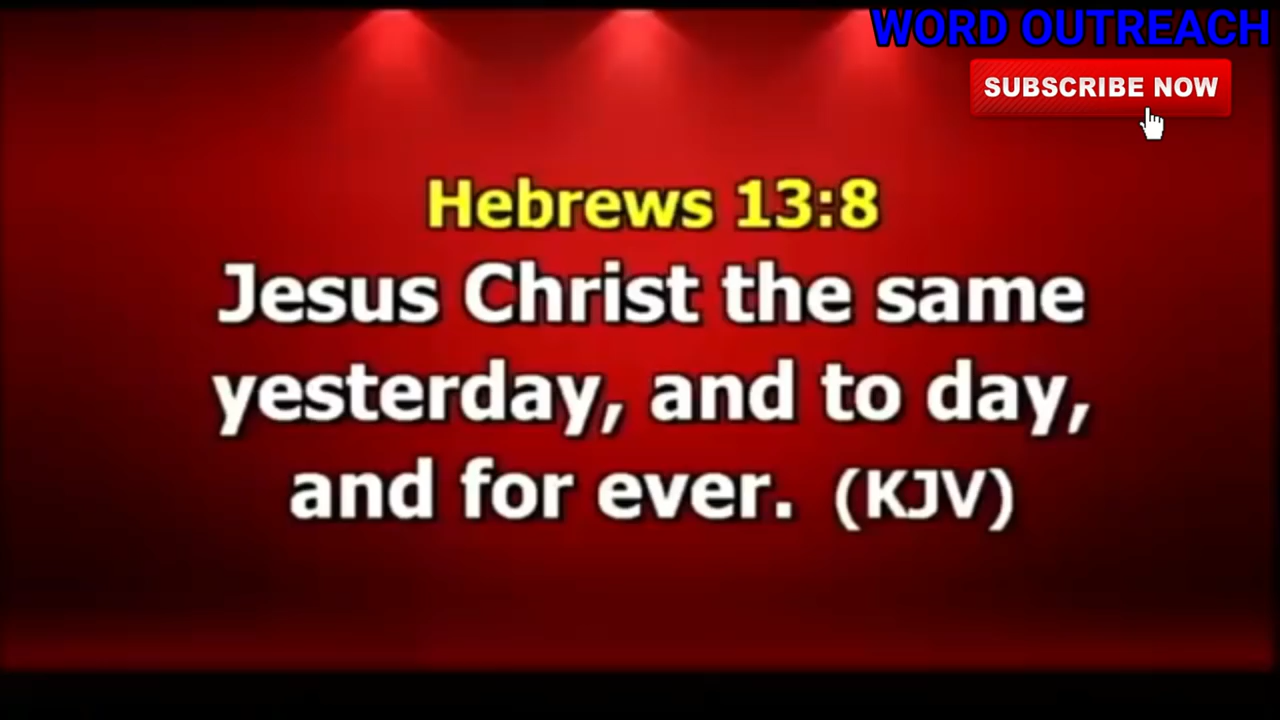 WORD OUTREACH
SUBSCRIBE NOW
Hebrews 13:8
Jesus Christ the same
yesterday, and to day,
and for ever. (KJV)